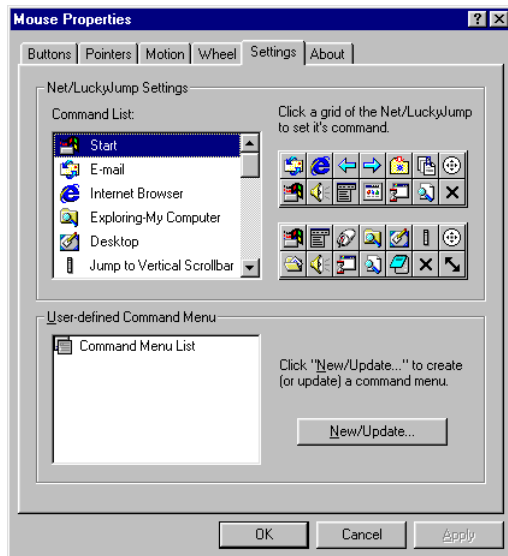 Mouse Properties
Buttons Pointers Motion Wheel Settings About
Net/LuckyJump Settings
Command List:
Start
E-mail
Internet Browser
Exploring-My Computer
Desktop
Jump to Vertical Scrollbar
Click a grid of the Net/LuckyJump
to set it's command.
User-defined Command Menu
Command Menu List
Click "New/Update..." to create
(or update) a command menu.
New/Update...
OK Cancel Apply